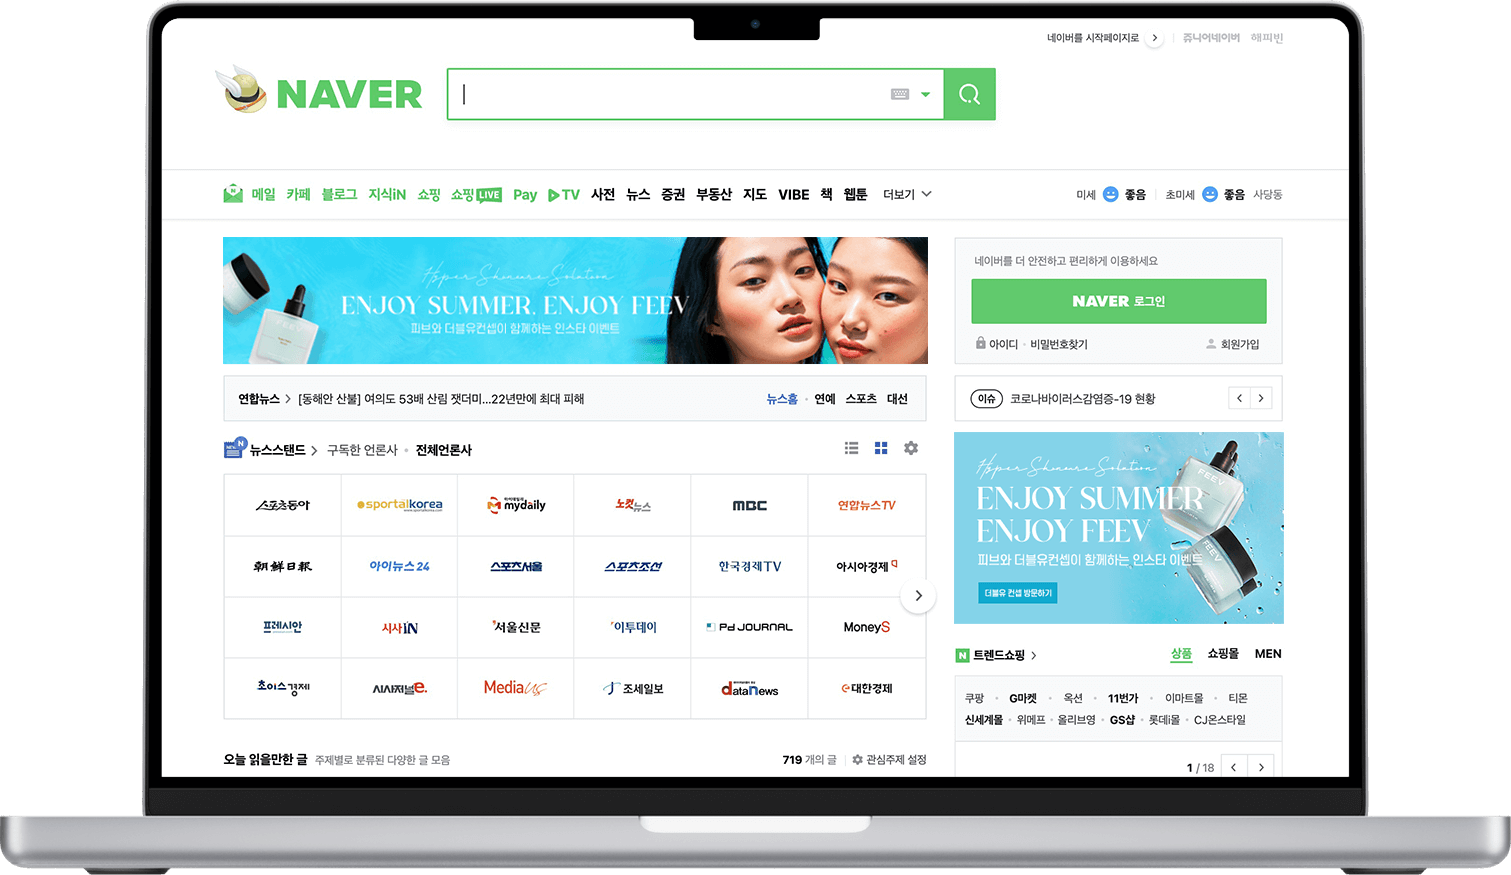 네이버를 시작페이지로 쥬니어네이버 해피빈
NAVER
메일 카페 블로그 지식iN 쇼핑 쇼핑LIVE Pay TV 사전 뉴스 증권 부동산 지도 VIBE 책 웹툰 더보기
미세 좋음 초미세 좋음 사당동
Hyper Skincure Solution
ENJOY SUMMER, ENJOY FEEV
피브와 더블유컨셉이 함께하는 인스타 이벤트
FEEV
네이버를 더 안전하고 편리하게 이용하세요
NAVER 로그인
아이디 · 비밀번호찾기 회원가입
연합뉴스 > [동해안 산불] 여의도 53배 산림 잿더미...22년만에 최대 피해 뉴스홈 · 연예 스포츠 대선
이슈 코로나바이러스감염증-19 현황
뉴스스탠드 > 구독한 언론사 · 전체언론사
스포츠동아 sportalkorea www.sportalkorea.com 마이데일리 mydaily 노컷뉴스 MBC 연합뉴스TV
朝鮮日報 아이뉴스24 스포츠서울 스포츠조선 한국경제TV 아시아경제
프레시안 시사IN 서울신문 이투데이 Pd JOURNAL MoneyS
초이스경제 시사저널e. Mediaus 조세일보 dataNews 대한경제
Hyper Skincure Solution
ENJOY SUMMER
ENJOY FEEV
피브와 더블유컨셉이 함께하는 인스타 이벤트
더블유 컨셉 방문하기
FEEV
FEEV
N 트렌드쇼핑 > 상품 쇼핑몰 MEN
쿠팡 · G마켓 · 옥션 · 11번가 · 이마트몰 · 티몬
신세계몰 · 위메프 · 올리브영 · GS샵 · 롯데i몰 · CJ온스타일
1 / 18
오늘 읽을만한 글 주제별로 분류된 다양한 글 모음 719 개의 글 관심주제 설정